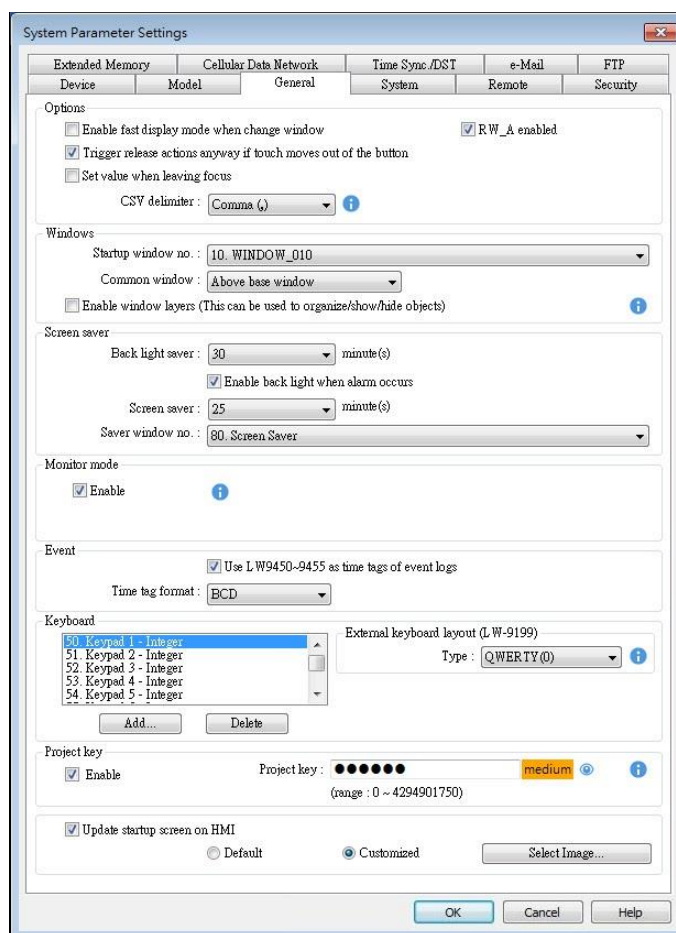 System Parameter Settings
Extended Memory Cellular Data Network Time Sync./DST e-Mail FTP
Device Model General System Remote Security
Options
Enable fast display mode when change window RW_A enabled
Trigger release actions anyway if touch moves out of the button
Set value when leaving focus
CSV delimiter : Comma (,)
Windows
Startup window no. : 10. WINDOW_010
Common window : Above base window
Enable window layers (This can be used to organize/show/hide objects)
Screen saver
Back light saver : 30 minute(s)
Enable back light when alarm occurs
Screen saver : 25 minute(s)
Saver window no. : 80. Screen Saver
Monitor mode
Enable
Event
Use LW9450~9455 as time tags of event logs
Time tag format : BCD
Keyboard
50. Keypad 1 - Integer
51. Keypad 2 - Integer
52. Keypad 3 - Integer
53. Keypad 4 - Integer
54. Keypad 5 - Integer
External keyboard layout (LW-9199)
Type : QWERTY(0)
Add... Delete
Project key
Enable Project key : ●●●●●● medium
(range : 0 ~ 4294901750)
Update startup screen on HMI
Default Customized Select Image...
OK Cancel Help